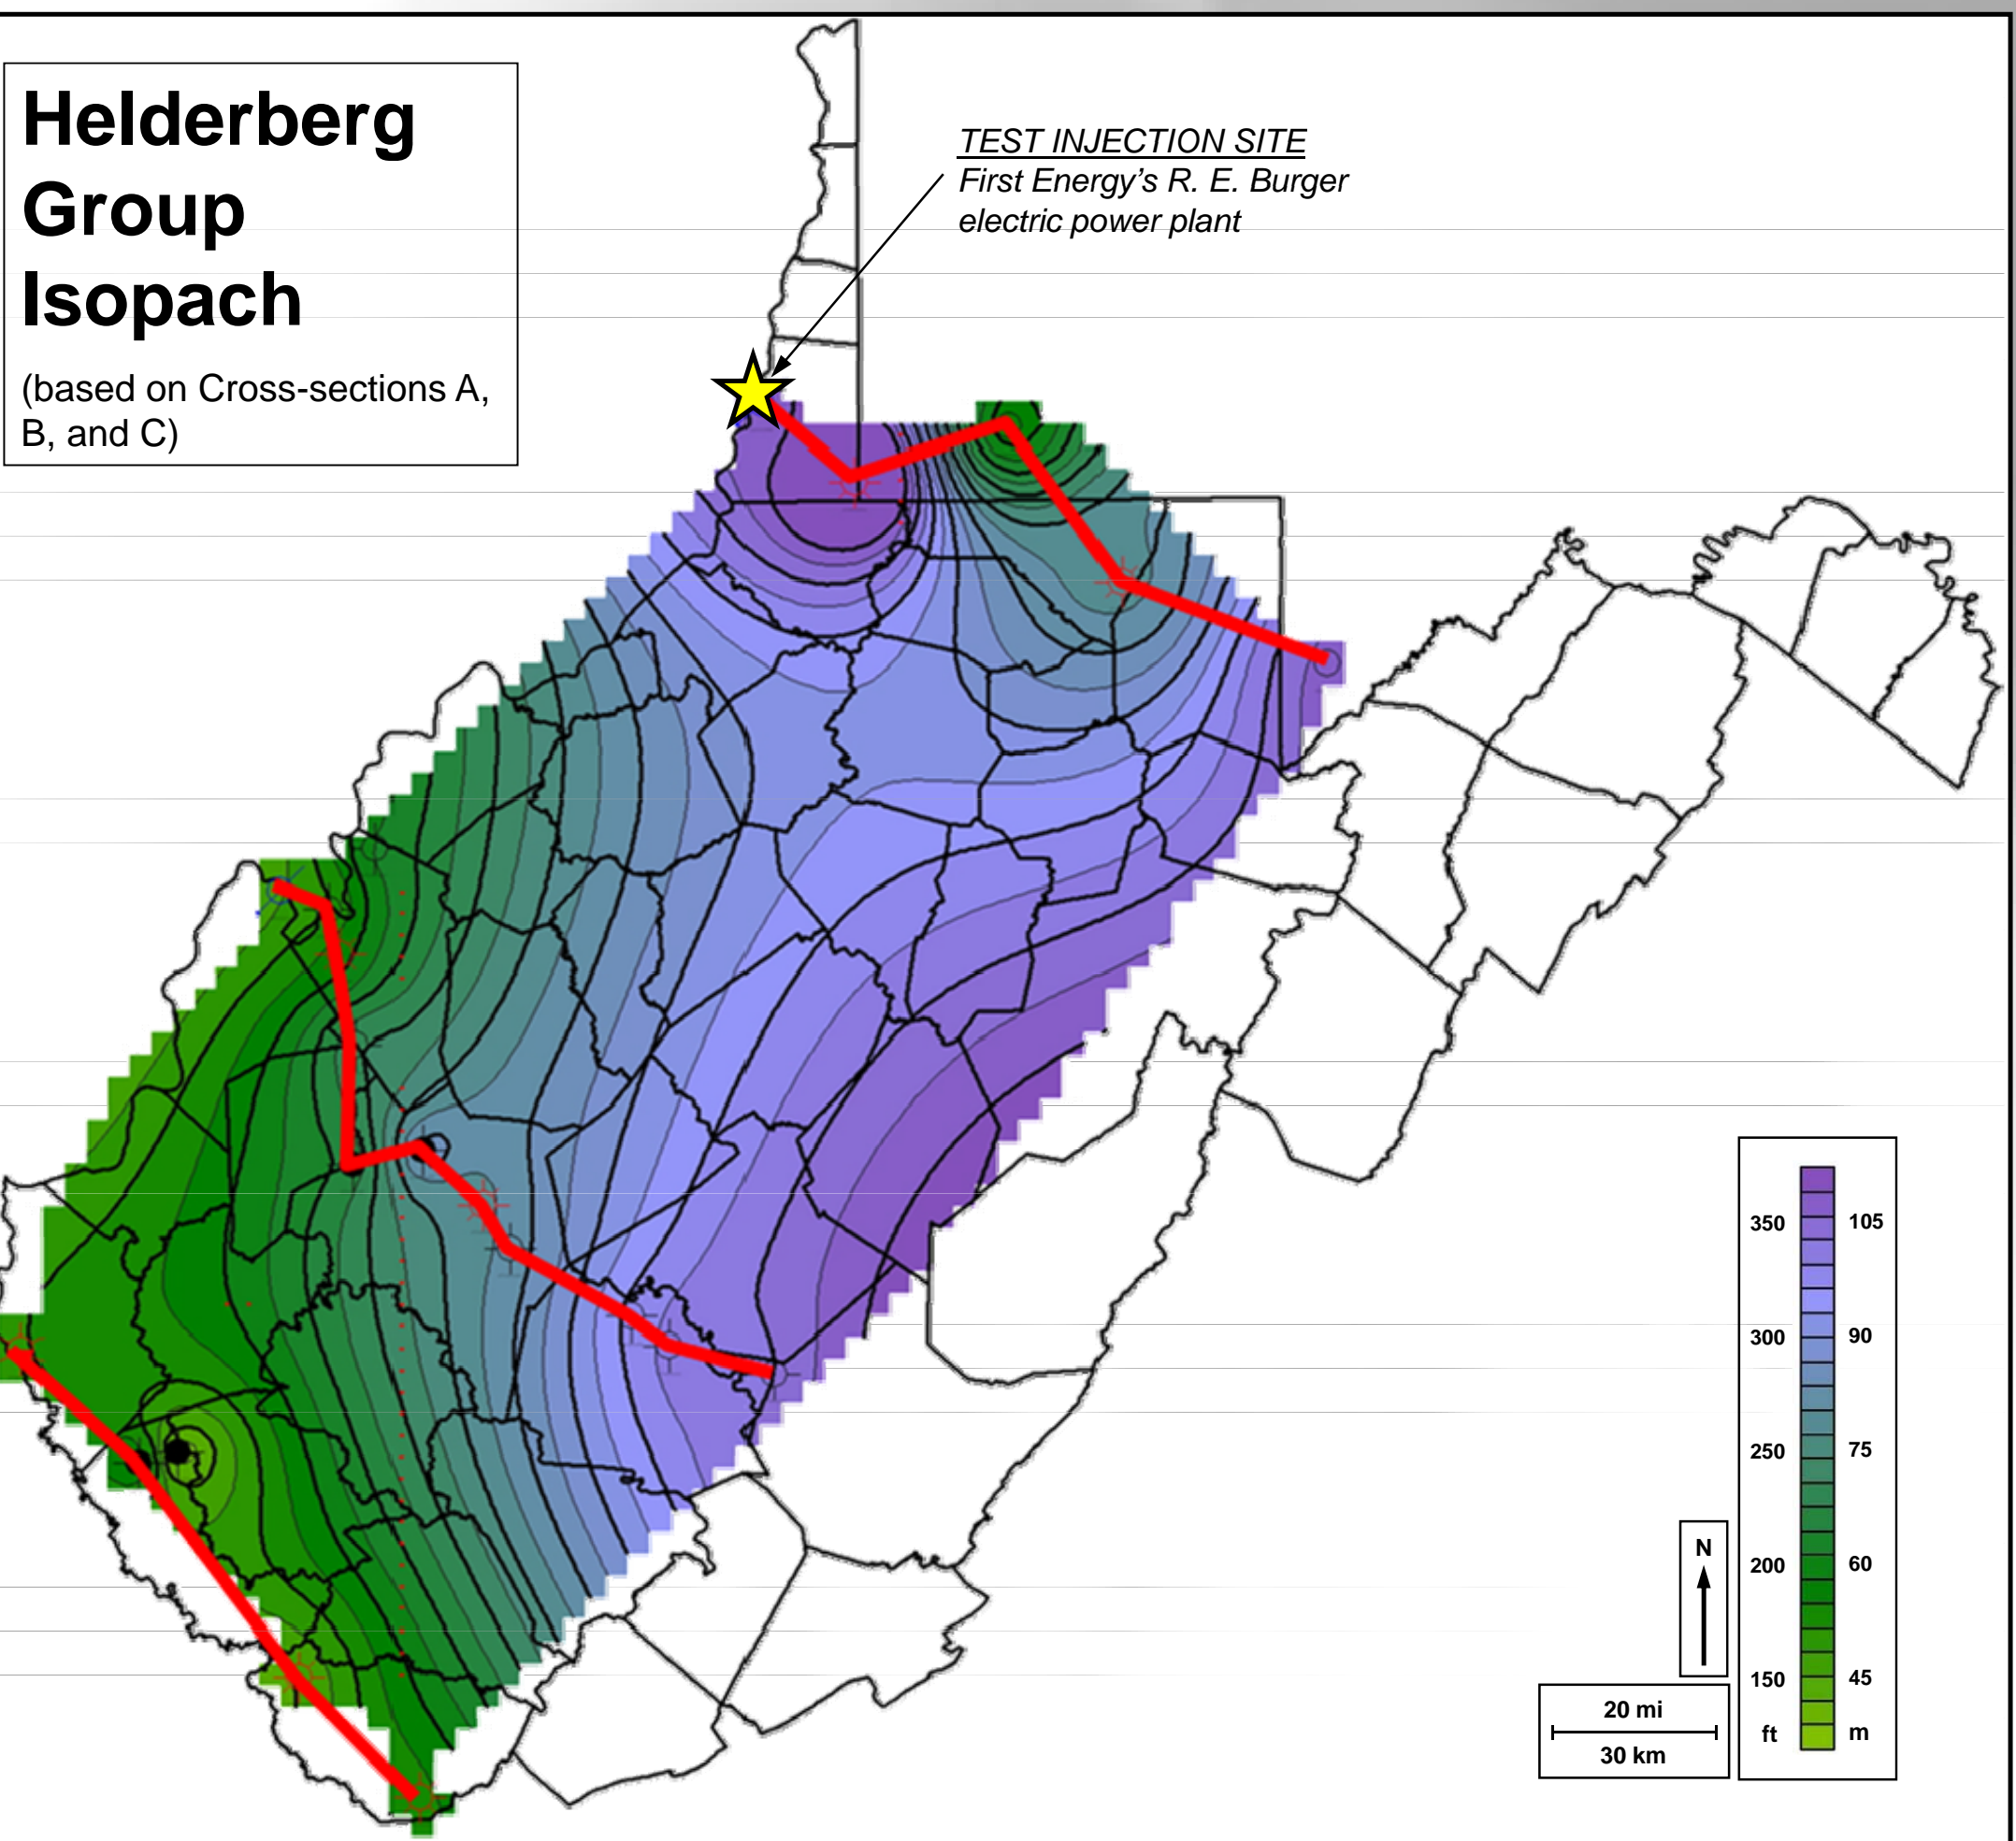 Helderberg
Group
Isopach
(based on Cross-sections A,
B, and C)
TEST INJECTION SITE
First Energy’s R. E. Burger
electric power plant
350 105
300 90
250 75
200 60
150 45
ft m
N
20 mi
30 km